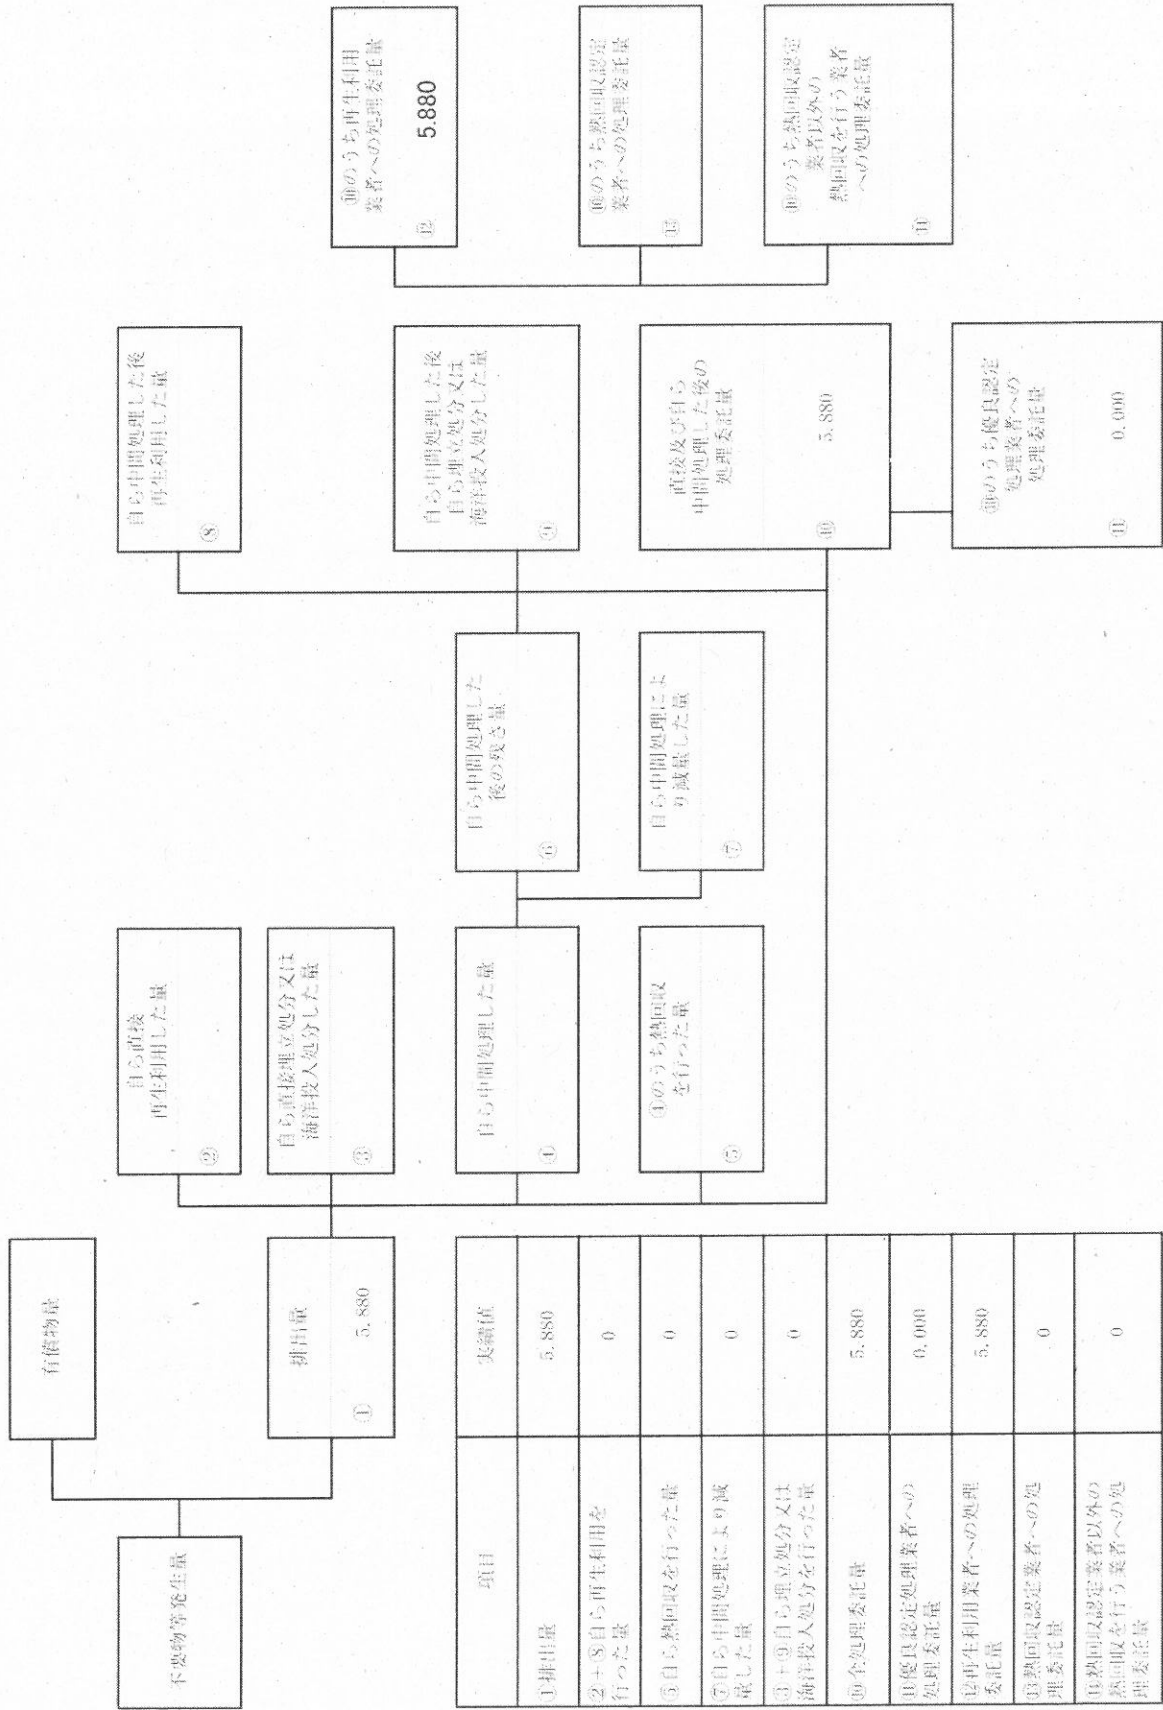 不要物等発生量
有償物量
排出量
① 5.880
自ら直接
再生利用した量
②
自ら直接埋立処分又は
海洋投入処分した量
③
自ら中間処理した量
④
④のうち熱回収
を行った量
⑤
自ら中間処理した
後の残さ量
⑥
自ら中間処理によ
り減量した量
⑦
自ら中間処理した後
再生利用した量
⑧
自ら中間処理した後
自ら埋立処分又は
海洋投入処分した量
⑨
直接及び自ら
中間処理した後の
処理委託量
⑩ 5.880
⑩のうち優良認定
処理業者への
処理委託量
⑪ 0.000
⑩のうち再生利用
業者への処理委託量
⑫ 5.880
⑩のうち熱回収認定
業者への処理委託量
⑬
⑩のうち熱回収認定
業者以外の
熱回収を行う業者
への処理委託量
⑭
項目 実績値
①排出量 5.880
②+⑧自ら再生利用を
行った量 0
⑤自ら熱回収を行った量 0
⑦自ら中間処理により減
量した量 0
③+⑨自ら埋立処分又は
海洋投入処分を行った量 0
⑩全処理委託量 5.880
⑪優良認定処理業者への
処理委託量 0.000
⑫再生利用業者への処理
委託量 5.880
⑬熱回収認定業者への処
理委託量 0
⑭熱回収認定業者以外の
熱回収を行う業者への処
理委託量 0